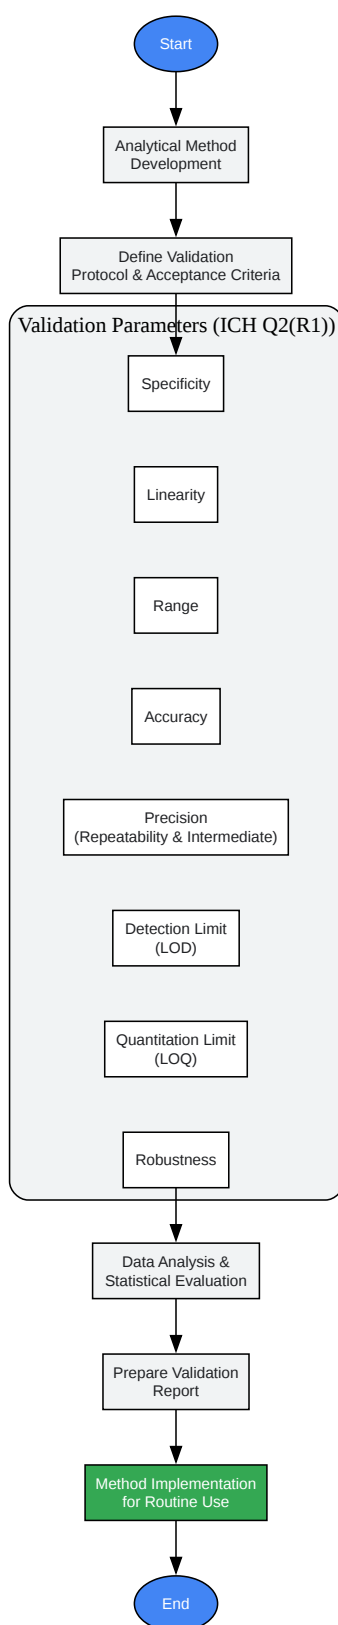 Start
Analytical Method
Development
Define Validation
Protocol & Acceptance Criteria
Validation Parameters (ICH Q2(R1))
Specificity
Linearity
Range
Accuracy
Precision
(Repeatability & Intermediate)
Detection Limit
(LOD)
Quantitation Limit
(LOQ)
Robustness
Data Analysis &
Statistical Evaluation
Prepare Validation
Report
Method Implementation
for Routine Use
End